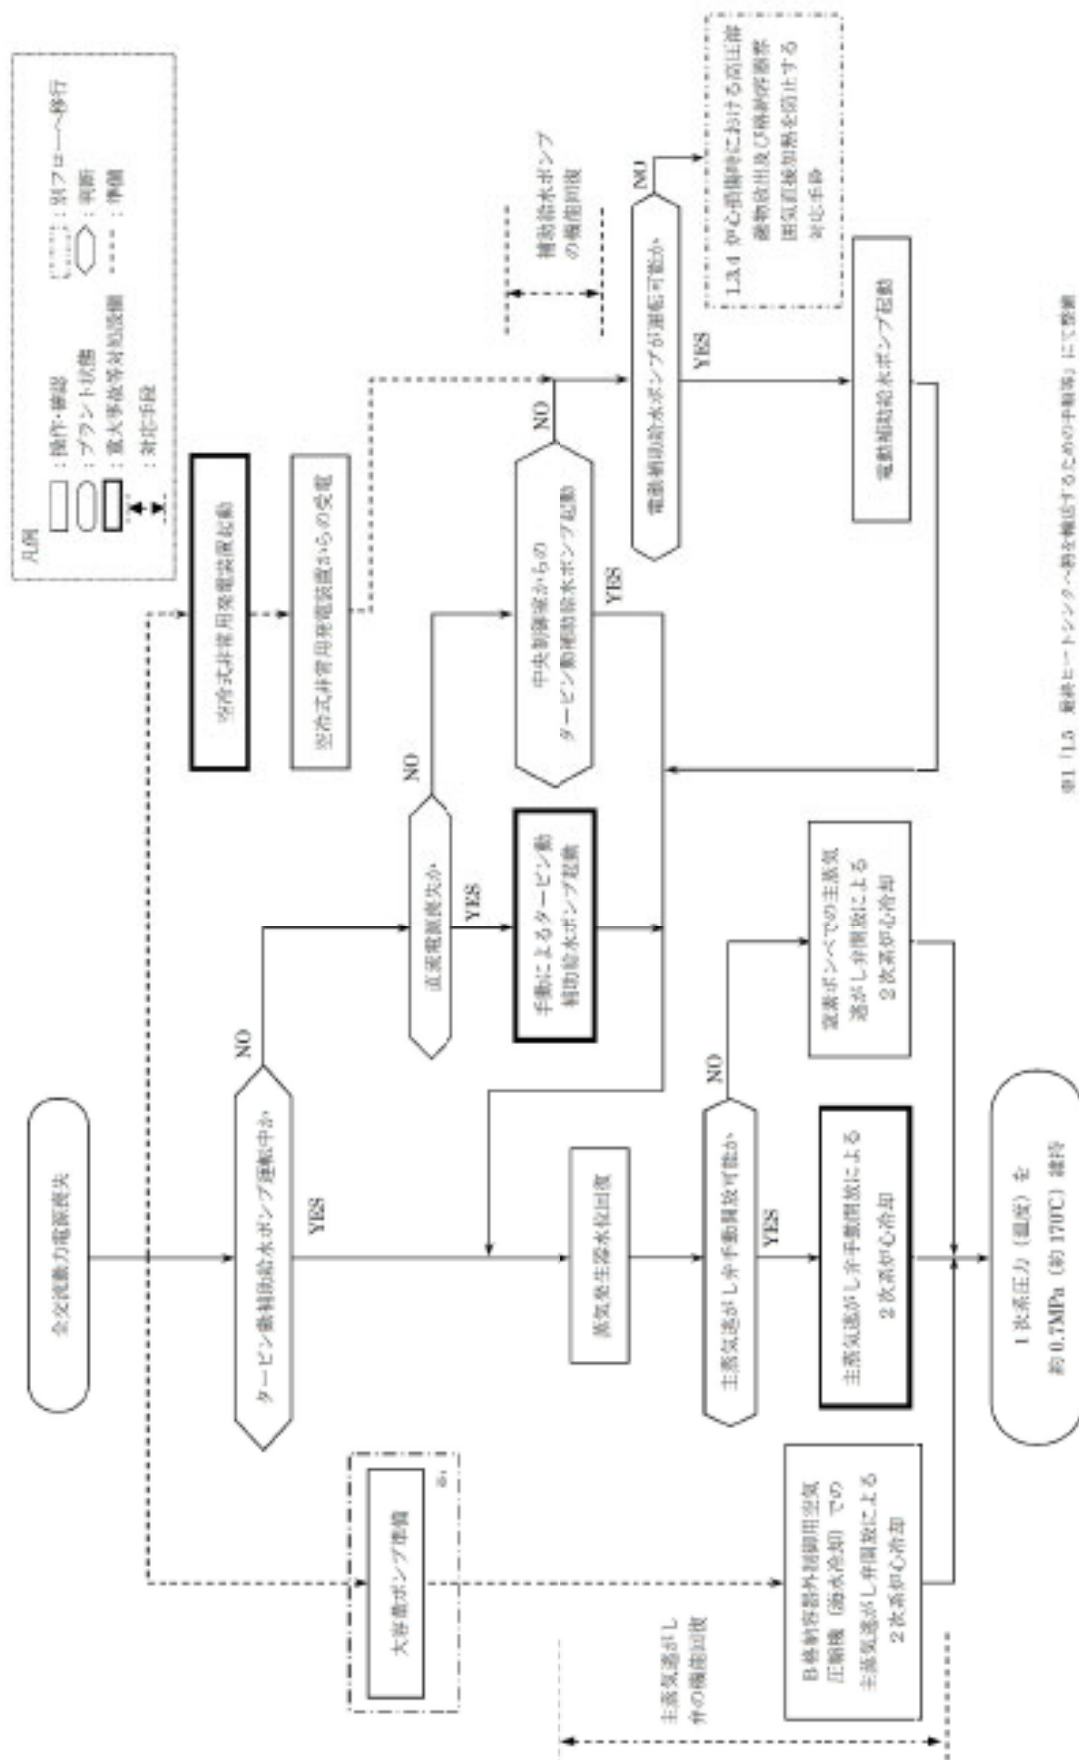 凡例
：操作・確認
：プラント状態
：重大事故等対処設備
：対応手段
：別フローへ移行
：判断
：準備
全交流動力電源喪失
空冷式非常用発電装置起動
空冷式非常用発電装置からの受電
タービン動補助給水ポンプ運転中か
NO
YES
直流電源喪失か
NO
YES
手動によるタービン動
補助給水ポンプ起動
中央制御室からの
タービン動補助給水ポンプ起動
NO
YES
補助給水ポンプ
の機能回復
電動補助給水ポンプが運転可能か
NO
YES
1.3.4 炉心損傷時における高圧溶
融物放出及び格納容器雰
囲気直接加熱を防止する
対応手段
電動補助給水ポンプ起動
大容量ポンプ準備
※1
蒸気発生器水位回復
主蒸気逃がし弁手動開放可能か
NO
YES
主蒸気逃がし
弁の機能回復
B格納容器外制御用空気
圧縮機（海水冷却）での
主蒸気逃がし弁開放による
2次系炉心冷却
主蒸気逃がし弁手動開放による
2次系炉心冷却
窒素ボンベでの主蒸気
逃がし弁開放による
2次系炉心冷却
1次系圧力（温度）を
約0.7MPa（約170℃）維持
※1「1.5 最終ヒートシンクへ熱を輸送するための手順等」にて整備